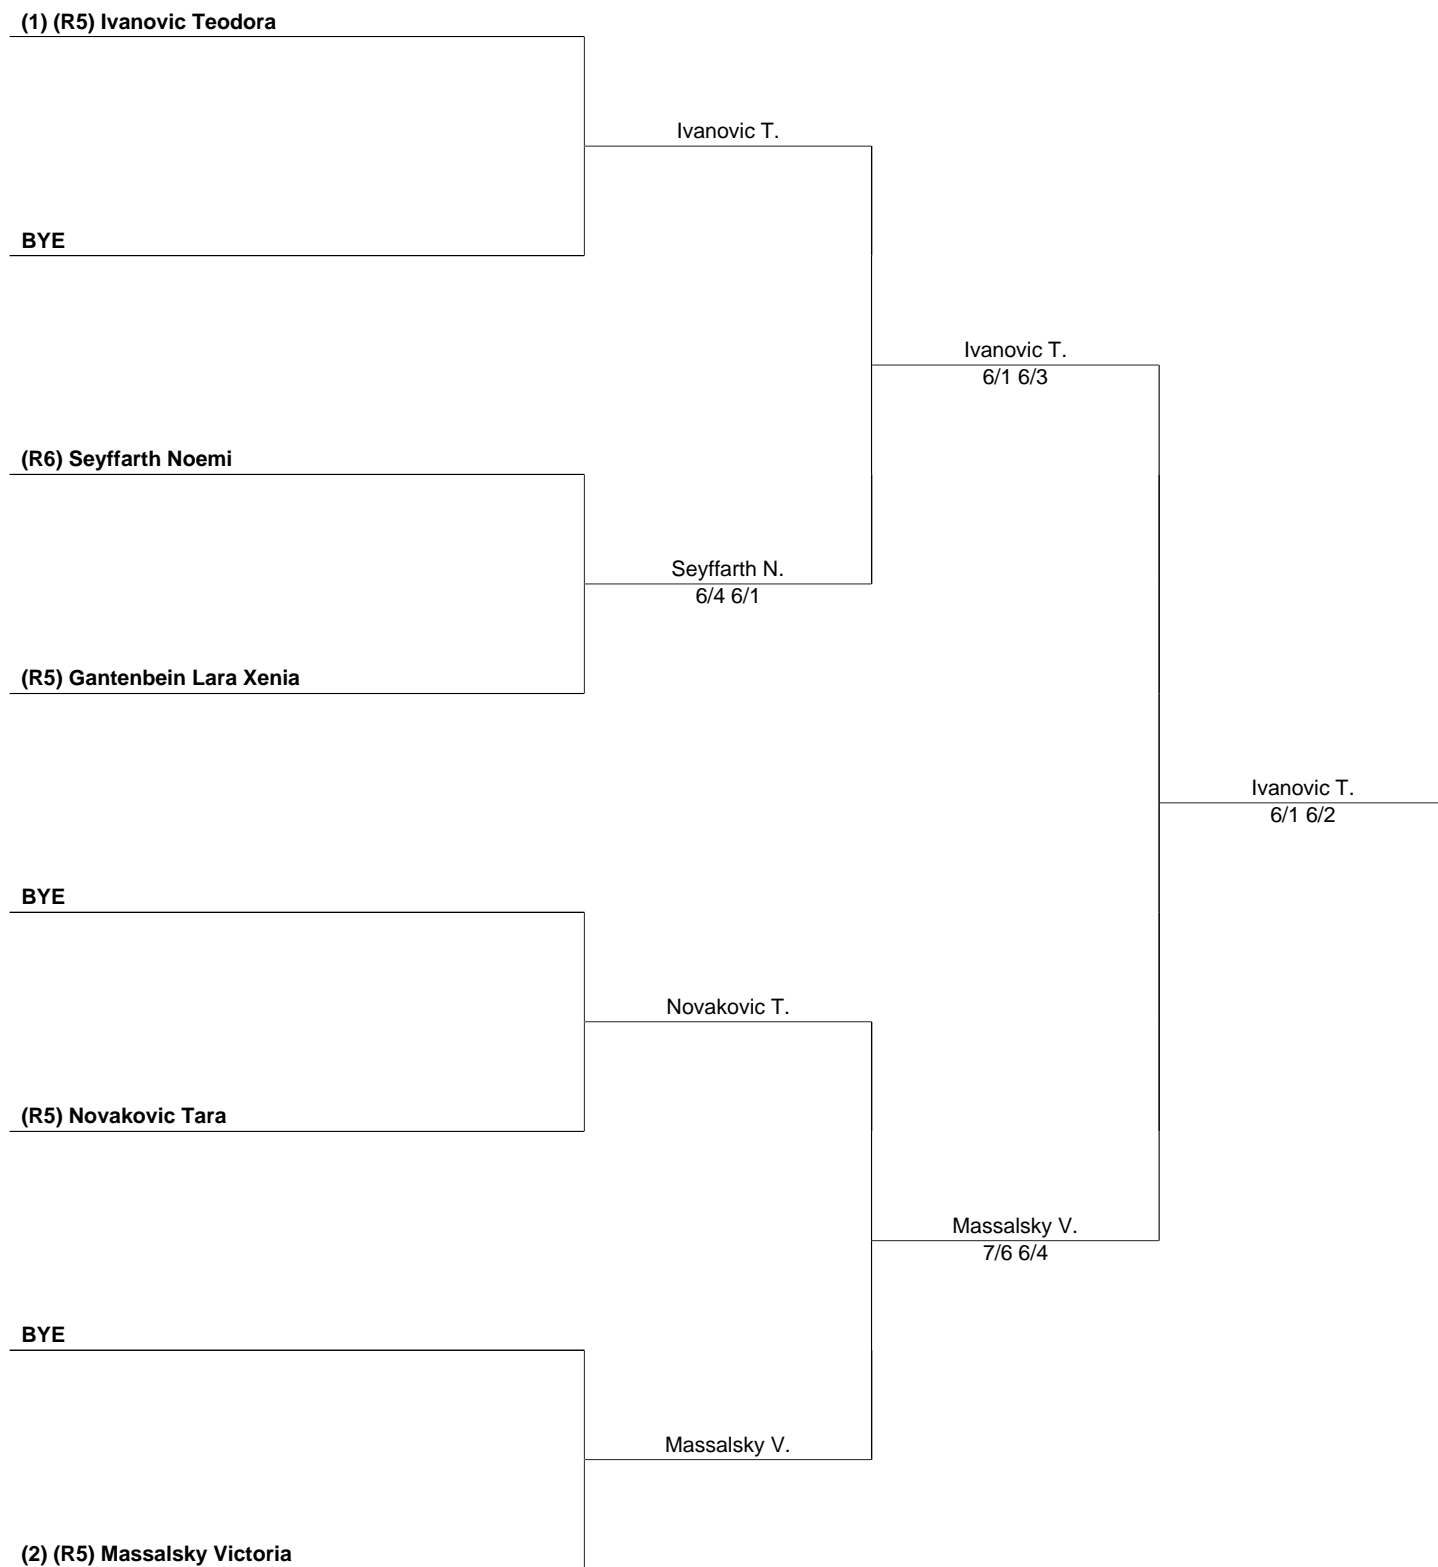 (1) (R5) Ivanovic Teodora
Ivanovic T.
BYE
Ivanovic T.
6/1 6/3
(R6) Seyffarth Noemi
Seyffarth N.
6/4 6/1
(R5) Gantenbein Lara Xenia
Ivanovic T.
6/1 6/2
BYE
Novakovic T.
(R5) Novakovic Tara
Massalsky V.
7/6 6/4
BYE
Massalsky V.
(2) (R5) Massalsky Victoria